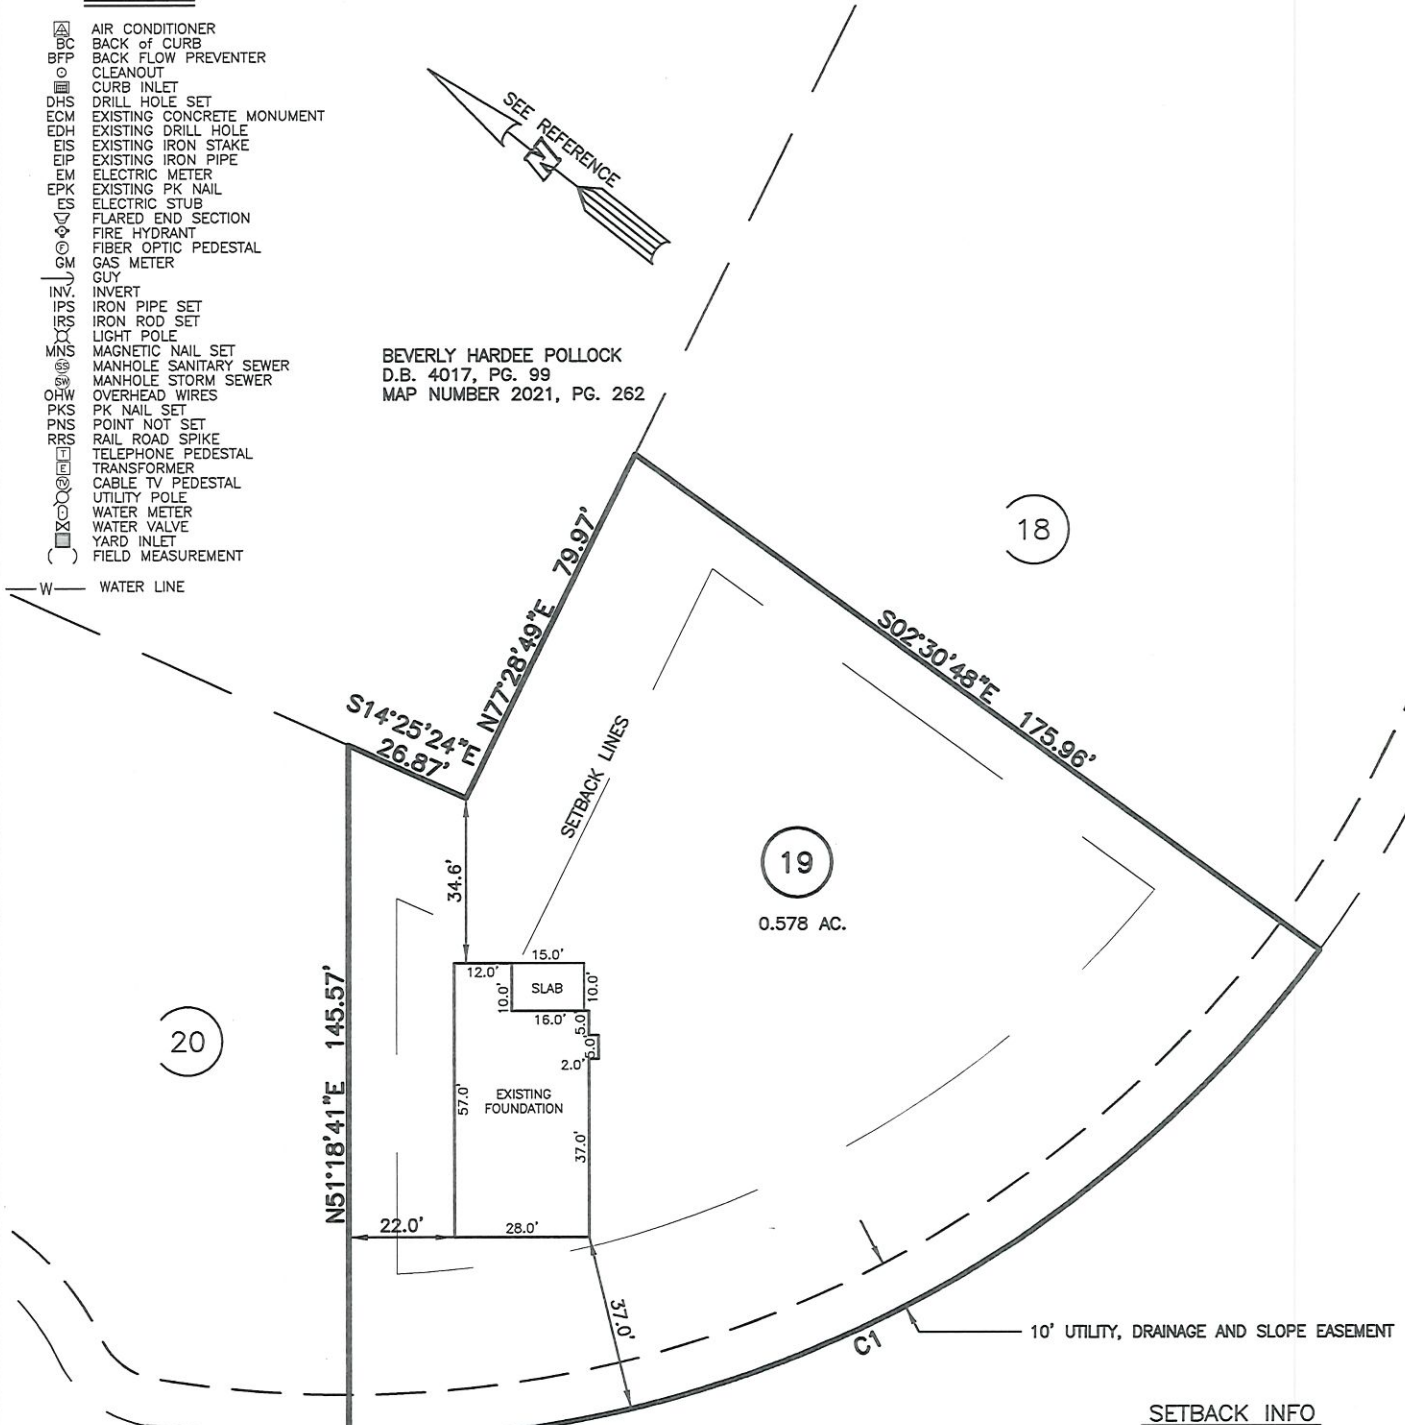 AIR CONDITIONER
BC BACK of CURB
BFP BACK FLOW PREVENTER
CLEANOUT
CURB INLET
DHS DRILL HOLE SET
ECM EXISTING CONCRETE MONUMENT
EDH EXISTING DRILL HOLE
EIS EXISTING IRON STAKE
EIP EXISTING IRON PIPE
EM ELECTRIC METER
EPK EXISTING PK NAIL
ES ELECTRIC STUB
FLARED END SECTION
FIRE HYDRANT
F FIBER OPTIC PEDESTAL
GM GAS METER
GUY
INV. INVERT
IPS IRON PIPE SET
IRS IRON ROD SET
LIGHT POLE
MNS MAGNETIC NAIL SET
SS MANHOLE SANITARY SEWER
SW MANHOLE STORM SEWER
OHW OVERHEAD WIRES
PKS PK NAIL SET
PNS POINT NOT SET
RRS RAIL ROAD SPIKE
T TELEPHONE PEDESTAL
E TRANSFORMER
TV CABLE TV PEDESTAL
UTILITY POLE
WATER METER
WATER VALVE
YARD INLET
( ) FIELD MEASUREMENT
W WATER LINE
SEE REFERENCE
N
BEVERLY HARDEE POLLOCK
D.B. 4017, PG. 99
MAP NUMBER 2021, PG. 262
18
N77°28'49"E 79.97'
S02°30'48"E 175.96'
S14°25'24"E
26.87'
SETBACK LINES
19
0.578 AC.
34.6'
20
N51°18'41"E 145.57'
15.0'
12.0'
10.0'
SLAB
10.0'
16.0'
5.0'
5.0'
2.0'
57.0'
EXISTING
FOUNDATION
37.0'
22.0'
28.0'
37.0'
C1
10' UTILITY, DRAINAGE AND SLOPE EASEMENT
SETBACK INFO